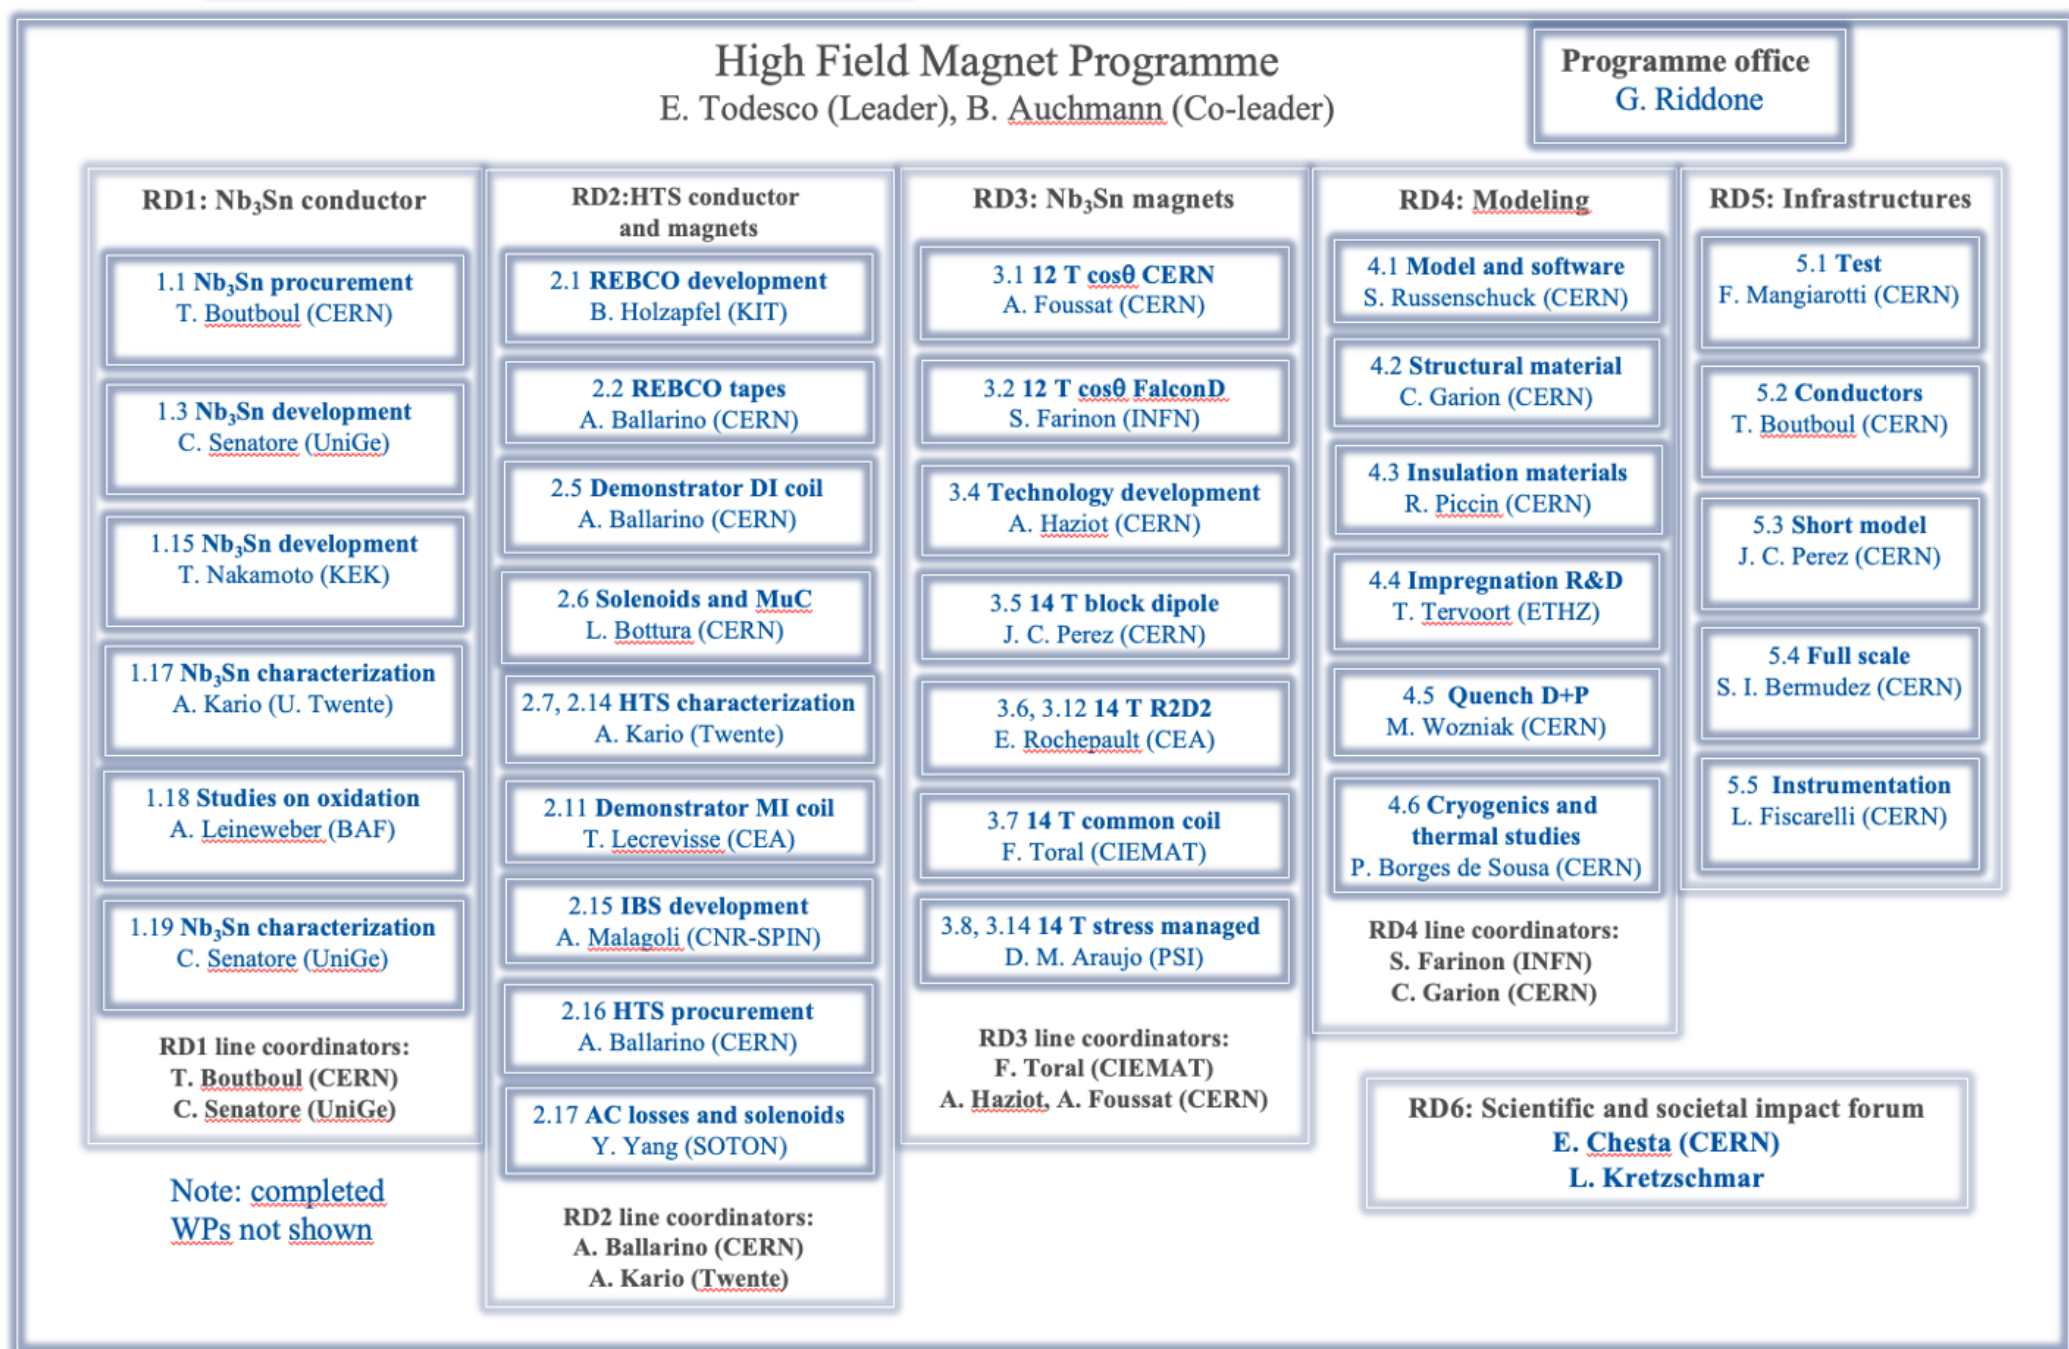 High Field Magnet Programme
E. Todesco (Leader), B. Auchmann (Co-leader)
Programme office
G. Riddone
RD1: Nb₃Sn conductor
1.1 Nb₃Sn procurement
T. Boutboul (CERN)
1.3 Nb₃Sn development
C. Senatore (UniGe)
1.15 Nb₃Sn development
T. Nakamoto (KEK)
1.17 Nb₃Sn characterization
A. Kario (U. Twente)
1.18 Studies on oxidation
A. Leineweber (BAF)
1.19 Nb₃Sn characterization
C. Senatore (UniGe)
RD1 line coordinators:
T. Boutboul (CERN)
C. Senatore (UniGe)
Note: completed
WPs not shown
RD2:HTS conductor
and magnets
2.1 REBCO development
B. Holzapfel (KIT)
2.2 REBCO tapes
A. Ballarino (CERN)
2.5 Demonstrator DI coil
A. Ballarino (CERN)
2.6 Solenoids and MuC
L. Bottura (CERN)
2.7, 2.14 HTS characterization
A. Kario (Twente)
2.11 Demonstrator MI coil
T. Lecrevisse (CEA)
2.15 IBS development
A. Malagoli (CNR-SPIN)
2.16 HTS procurement
A. Ballarino (CERN)
2.17 AC losses and solenoids
Y. Yang (SOTON)
RD2 line coordinators:
A. Ballarino (CERN)
A. Kario (Twente)
RD3: Nb₃Sn magnets
3.1 12 T cosθ CERN
A. Foussat (CERN)
3.2 12 T cosθ FalconD
S. Farinon (INFN)
3.4 Technology development
A. Haziot (CERN)
3.5 14 T block dipole
J. C. Perez (CERN)
3.6, 3.12 14 T R2D2
E. Rochepault (CEA)
3.7 14 T common coil
F. Toral (CIEMAT)
3.8, 3.14 14 T stress managed
D. M. Araujo (PSI)
RD3 line coordinators:
F. Toral (CIEMAT)
A. Haziot, A. Foussat (CERN)
RD4: Modeling
4.1 Model and software
S. Russenschuck (CERN)
4.2 Structural material
C. Garion (CERN)
4.3 Insulation materials
R. Piccin (CERN)
4.4 Impregnation R&D
T. Tervoort (ETHZ)
4.5 Quench D+P
M. Wozniak (CERN)
4.6 Cryogenics and
thermal studies
P. Borges de Sousa (CERN)
RD4 line coordinators:
S. Farinon (INFN)
C. Garion (CERN)
RD5: Infrastructures
5.1 Test
F. Mangiarotti (CERN)
5.2 Conductors
T. Boutboul (CERN)
5.3 Short model
J. C. Perez (CERN)
5.4 Full scale
S. I. Bermudez (CERN)
5.5 Instrumentation
L. Fiscarelli (CERN)
RD6: Scientific and societal impact forum
E. Chesta (CERN)
L. Kretzschmar